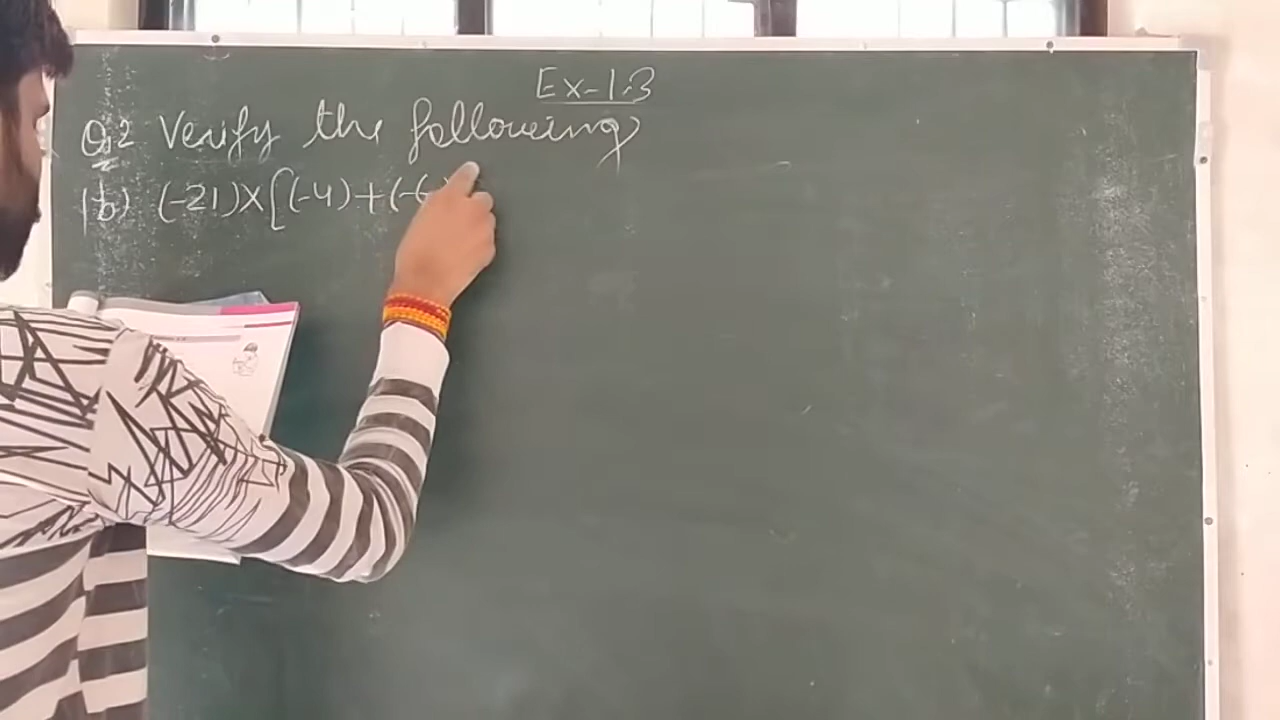 Ex-1.3
Q.2 Verify the following
(b) (-21)×[(-4)+(-6)